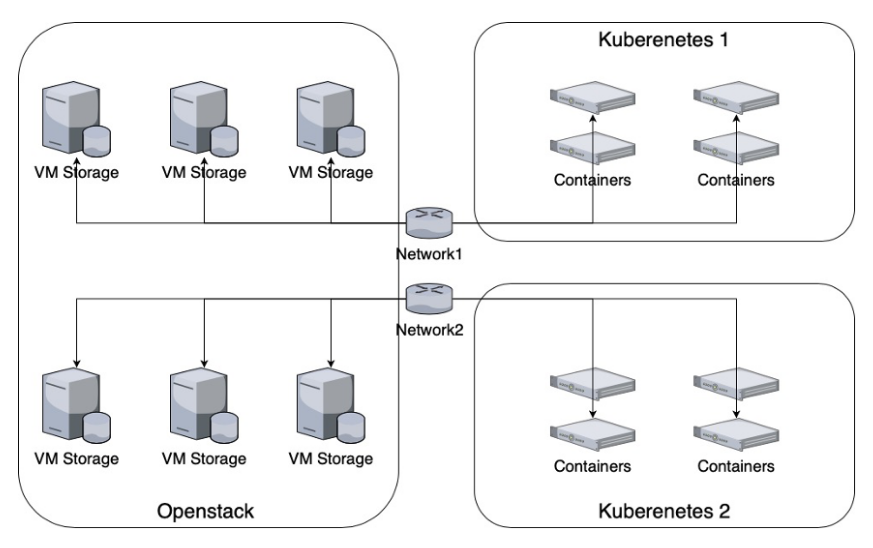 Kuberenetes 1
VM Storage
VM Storage
VM Storage
Containers
Containers
Network1
Network2
VM Storage
VM Storage
VM Storage
Containers
Containers
Openstack
Kuberenetes 2